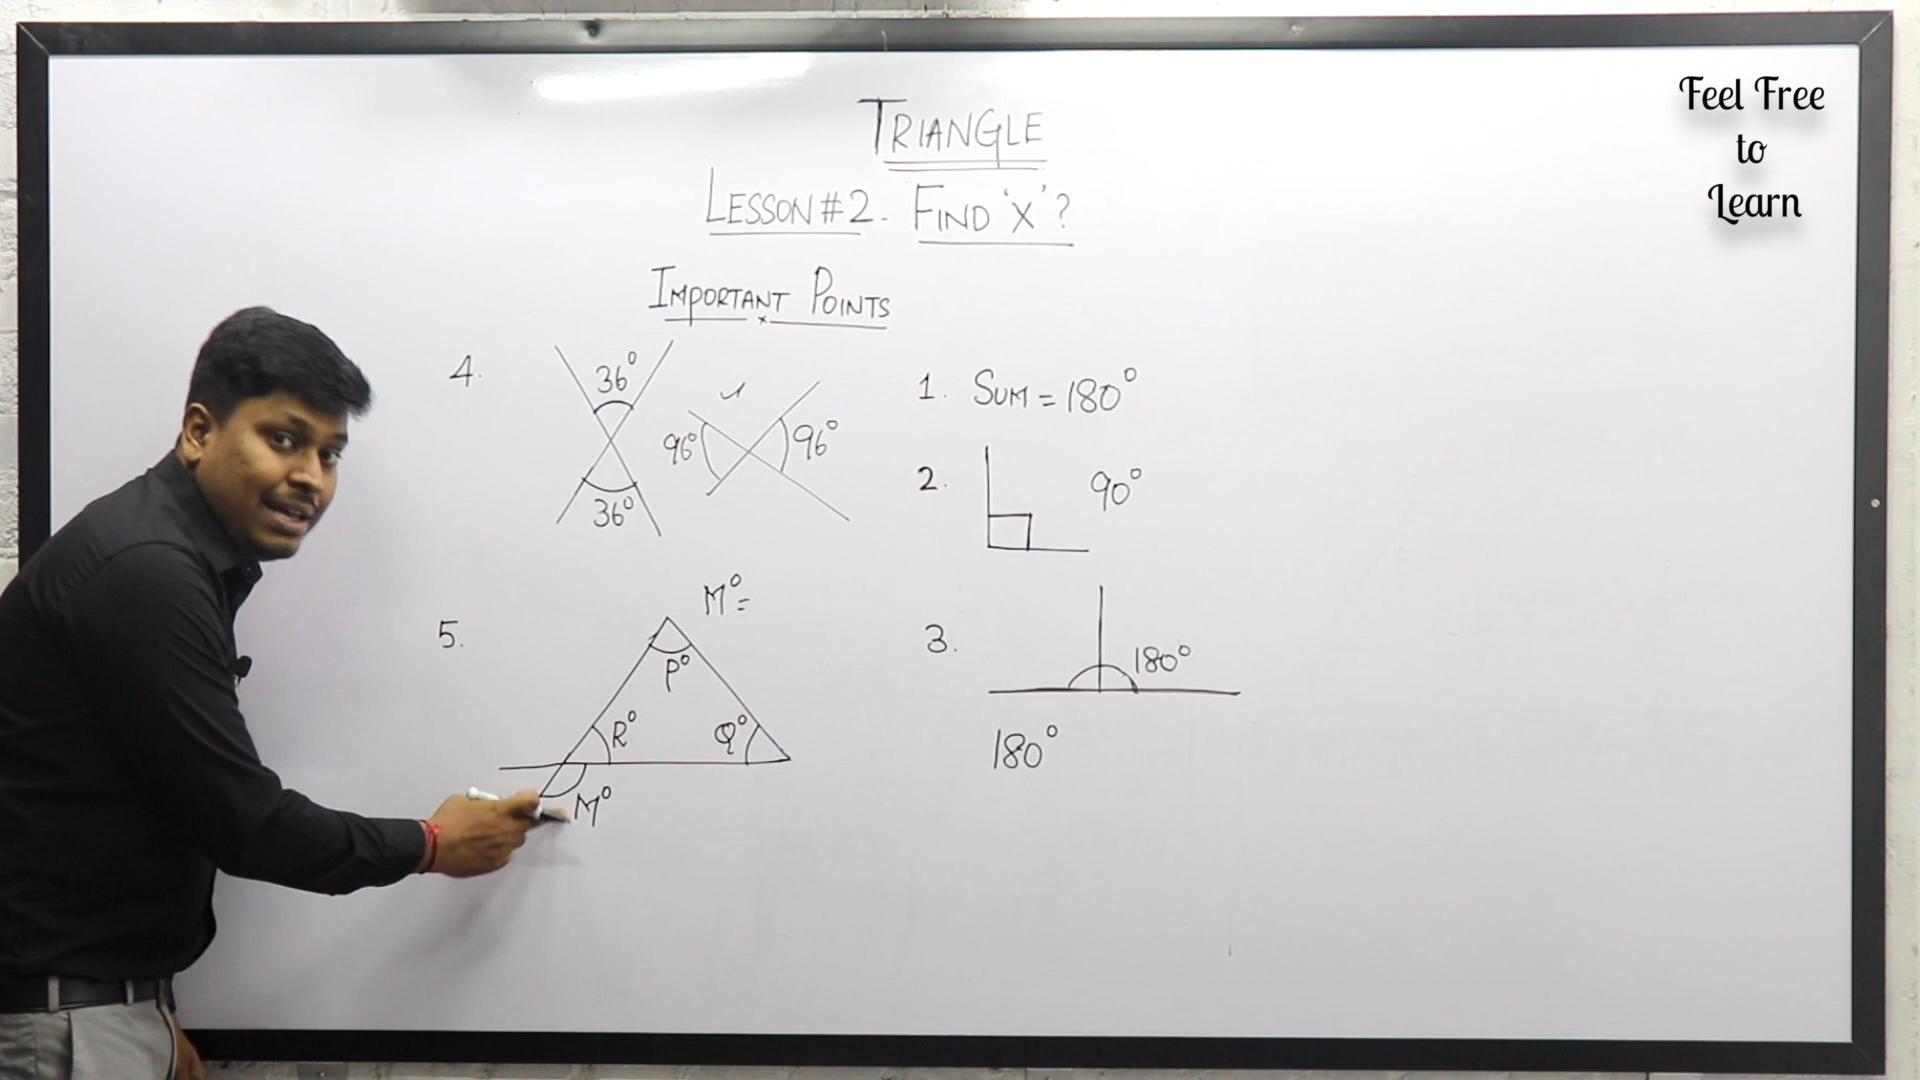 Feel Free
to
Learn
TRIANGLE
LESSON #2. FIND 'X' ?
IMPORTANT POINTS
4.
36°
36°
96°
96°
5.
M° =
P°
R°
Q°
M°
1. SUM = 180°
2.
90°
3.
180°
180°